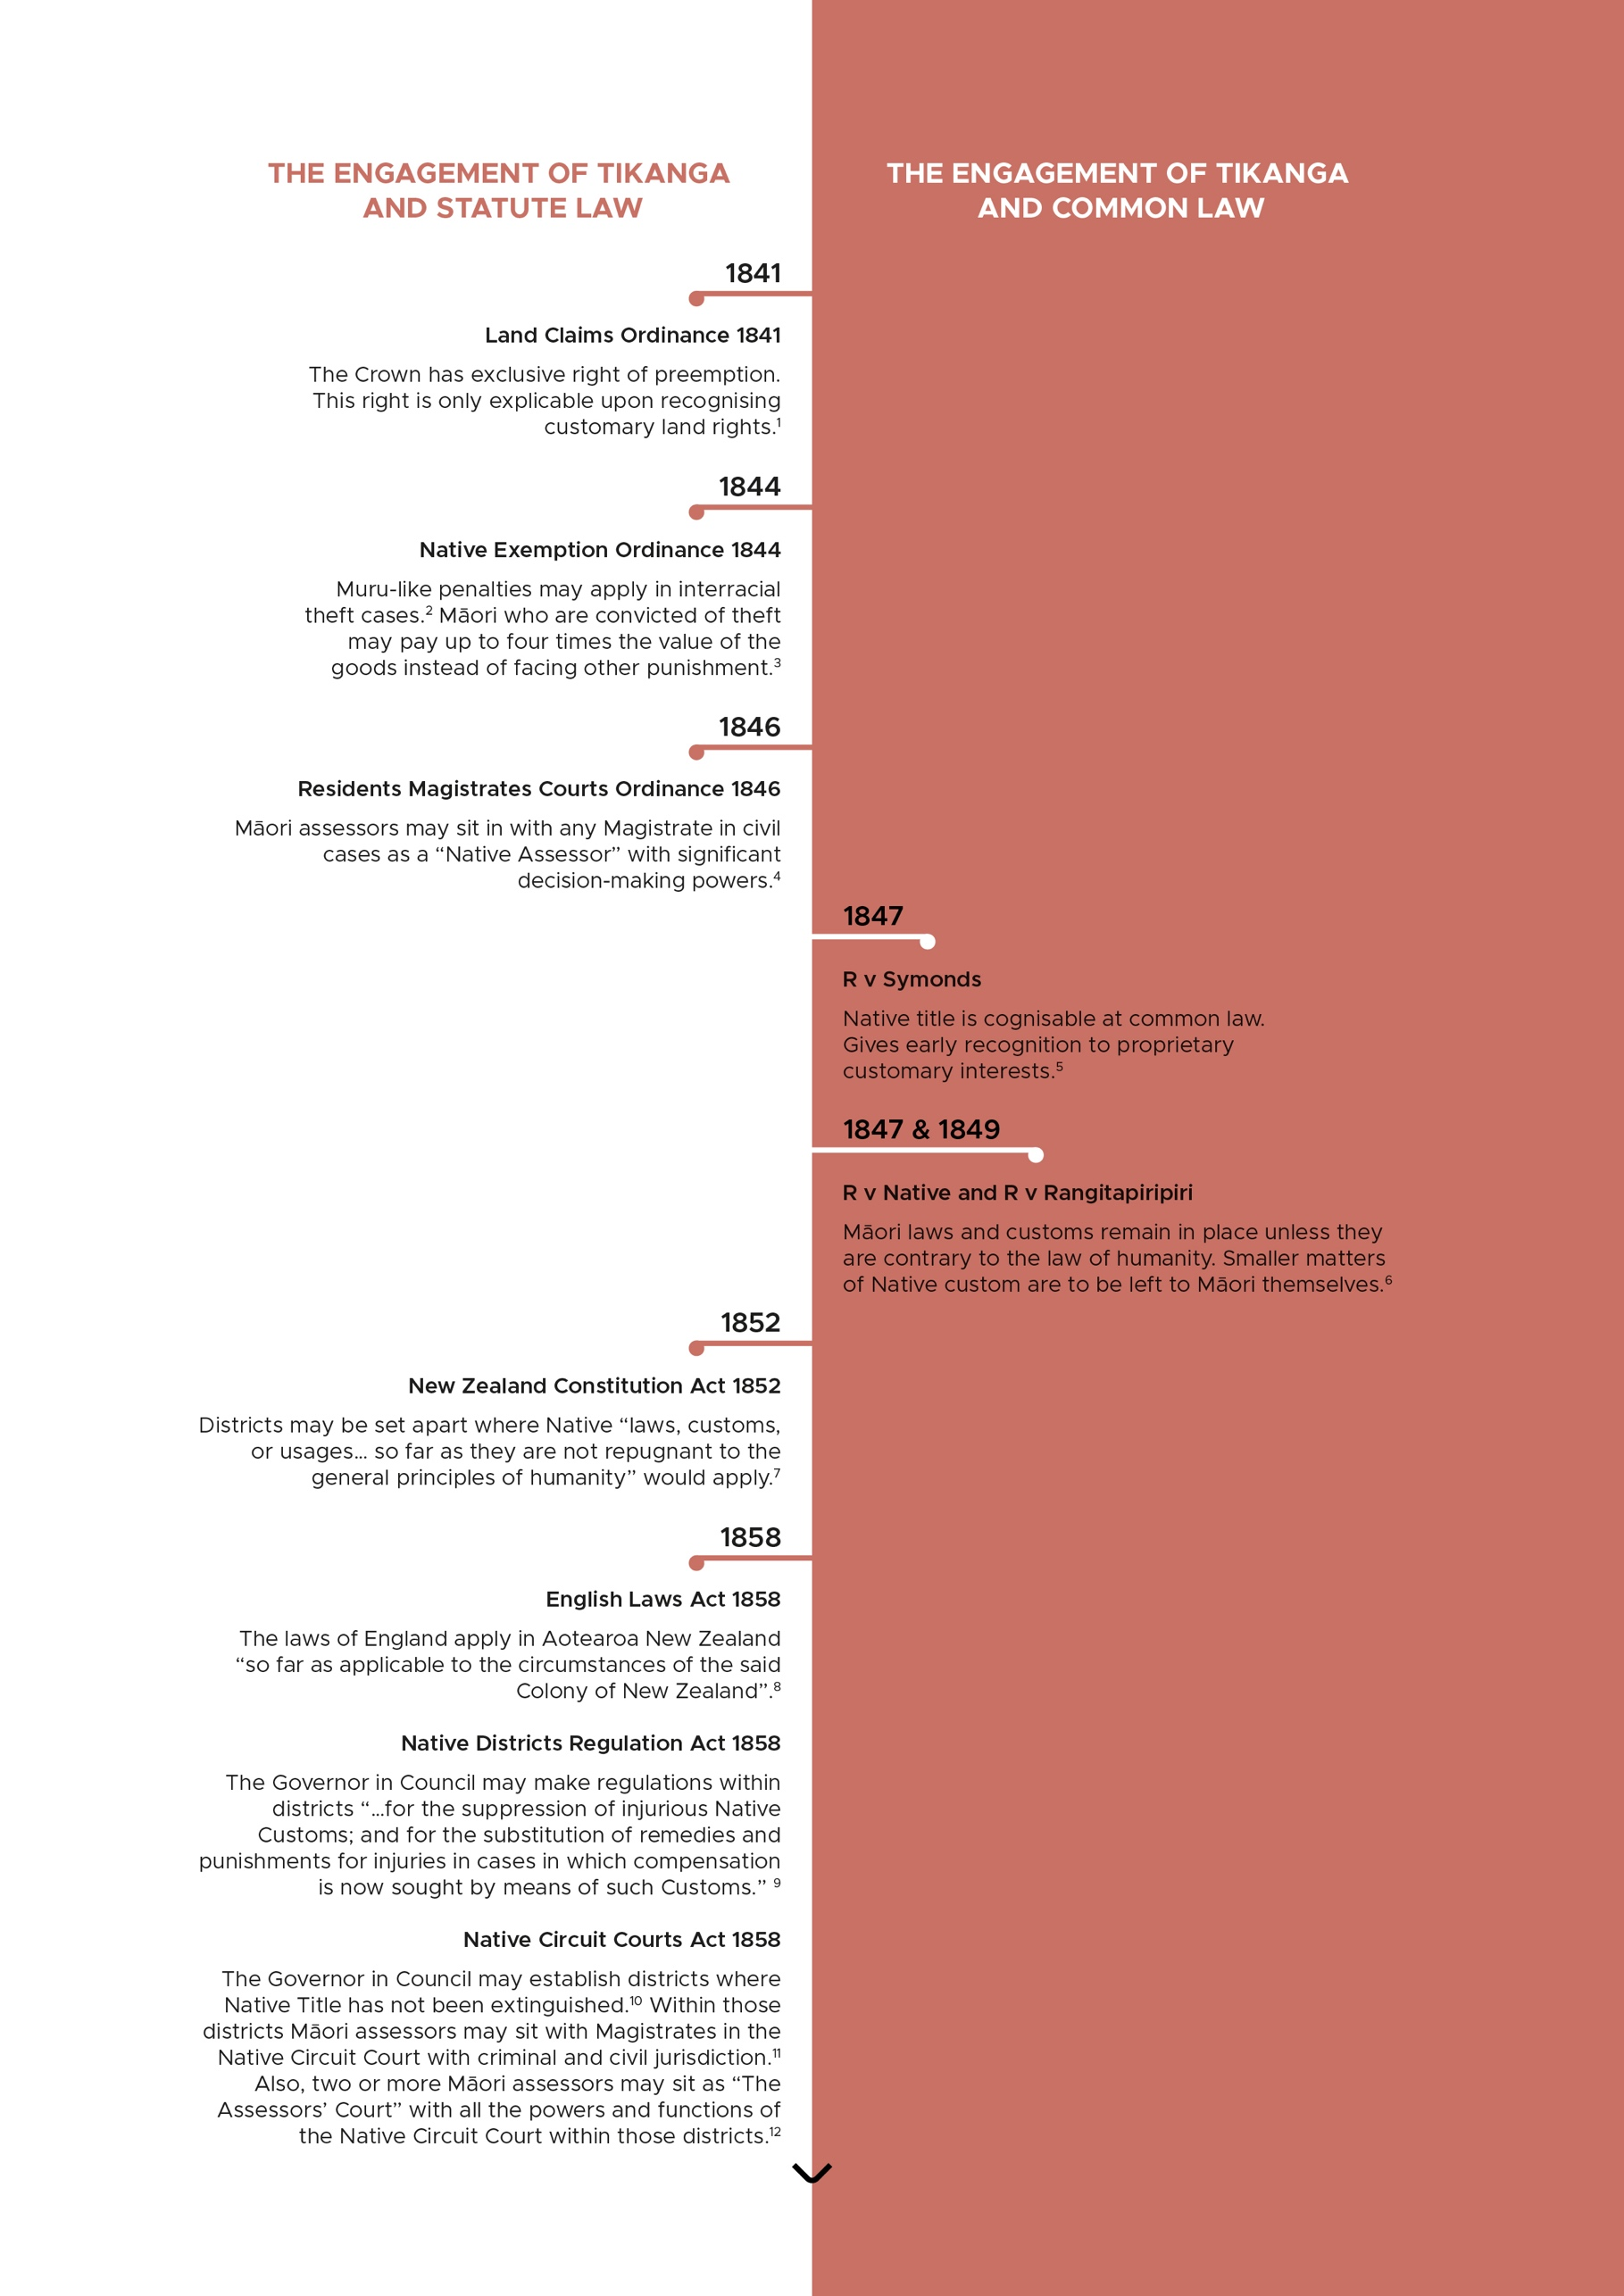 THE ENGAGEMENT OF TIKANGA
AND STATUTE LAW
THE ENGAGEMENT OF TIKANGA
AND COMMON LAW
1841
Land Claims Ordinance 1841
The Crown has exclusive right of preemption.
This right is only explicable upon recognising
customary land rights.¹
1844
Native Exemption Ordinance 1844
Muru-like penalties may apply in interracial
theft cases.² Māori who are convicted of theft
may pay up to four times the value of the
goods instead of facing other punishment.³
1846
Residents Magistrates Courts Ordinance 1846
Māori assessors may sit in with any Magistrate in civil
cases as a “Native Assessor” with significant
decision-making powers.⁴
1847
R v Symonds
Native title is cognisable at common law.
Gives early recognition to proprietary
customary interests.⁵
1847 & 1849
R v Native and R v Rangitapiripiri
Māori laws and customs remain in place unless they
are contrary to the law of humanity. Smaller matters
of Native custom are to be left to Māori themselves.⁶
1852
New Zealand Constitution Act 1852
Districts may be set apart where Native “laws, customs,
or usages… so far as they are not repugnant to the
general principles of humanity” would apply.⁷
1858
English Laws Act 1858
The laws of England apply in Aotearoa New Zealand
“so far as applicable to the circumstances of the said
Colony of New Zealand”.⁸
Native Districts Regulation Act 1858
The Governor in Council may make regulations within
districts “…for the suppression of injurious Native
Customs; and for the substitution of remedies and
punishments for injuries in cases in which compensation
is now sought by means of such Customs.” ⁹
Native Circuit Courts Act 1858
The Governor in Council may establish districts where
Native Title has not been extinguished.¹⁰ Within those
districts Māori assessors may sit with Magistrates in the
Native Circuit Court with criminal and civil jurisdiction.¹¹
Also, two or more Māori assessors may sit as “The
Assessors’ Court” with all the powers and functions of
the Native Circuit Court within those districts.¹²